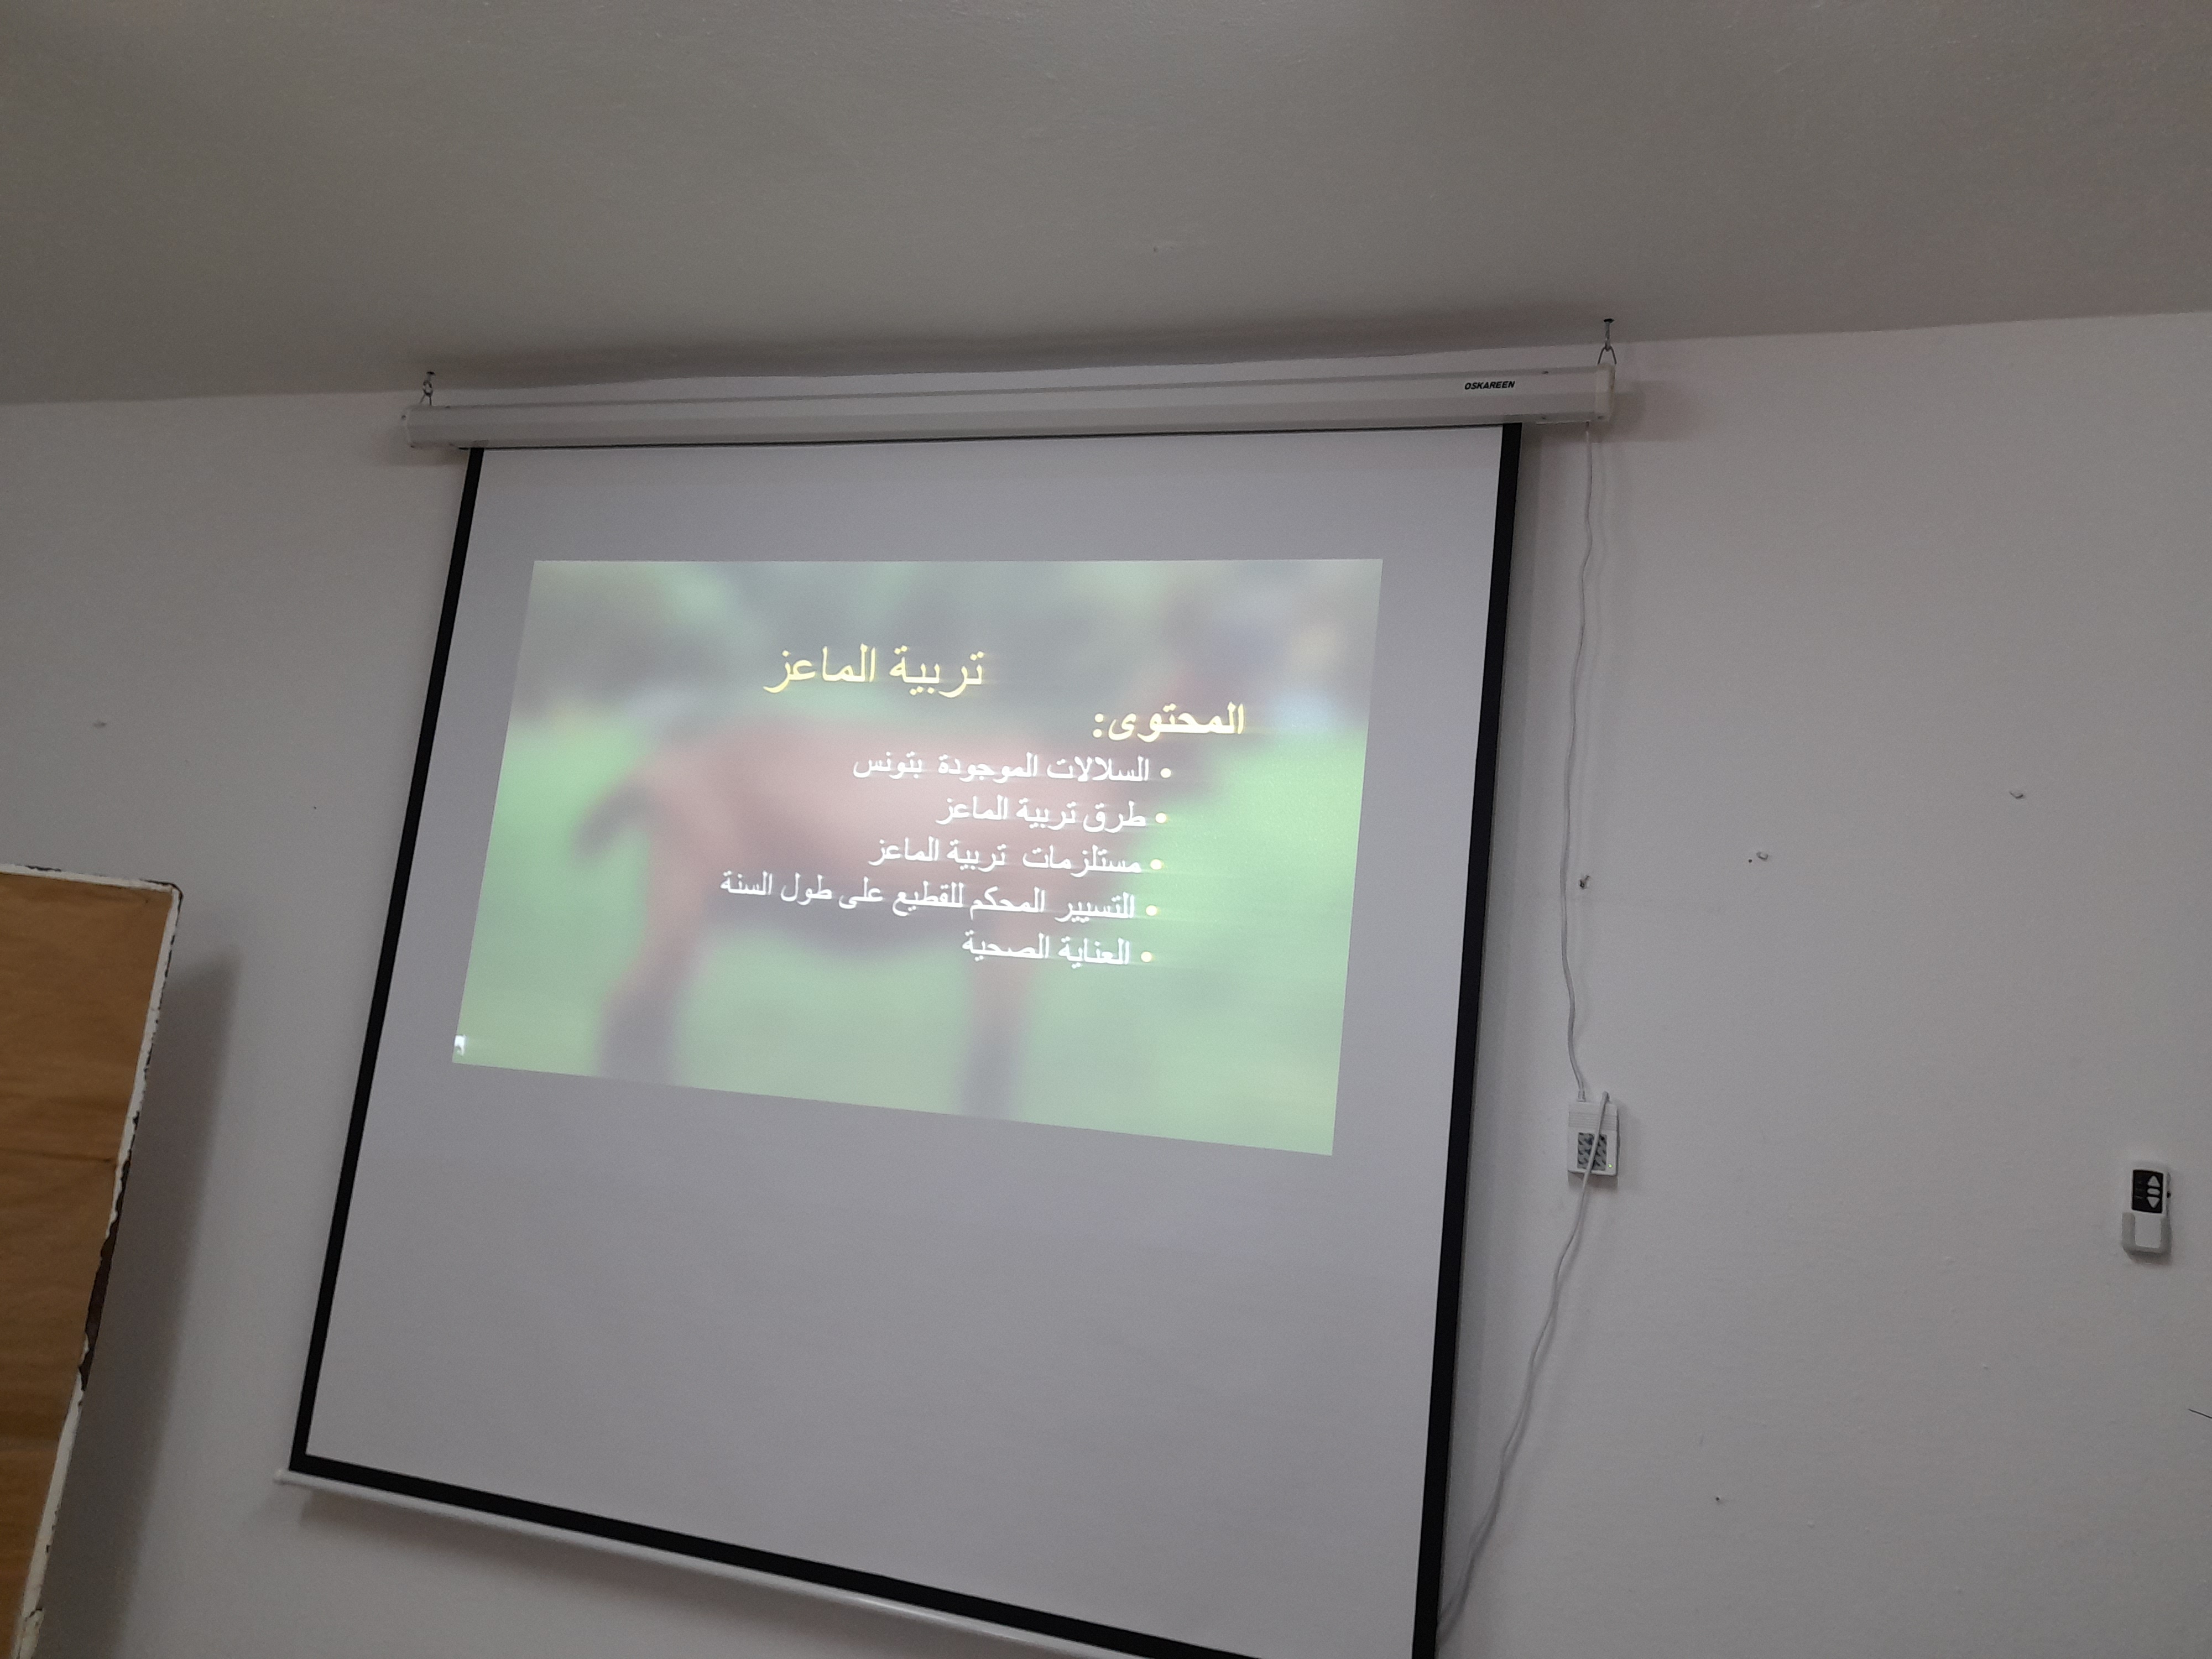 OSKAREEN
تربية الماعز
المحتوى:
• السلالات الموجودة بتونس
• طرق تربية الماعز
• مستلزمات تربية الماعز
• التسيير المحكم للقطيع على طول السنة
• العناية الصحية